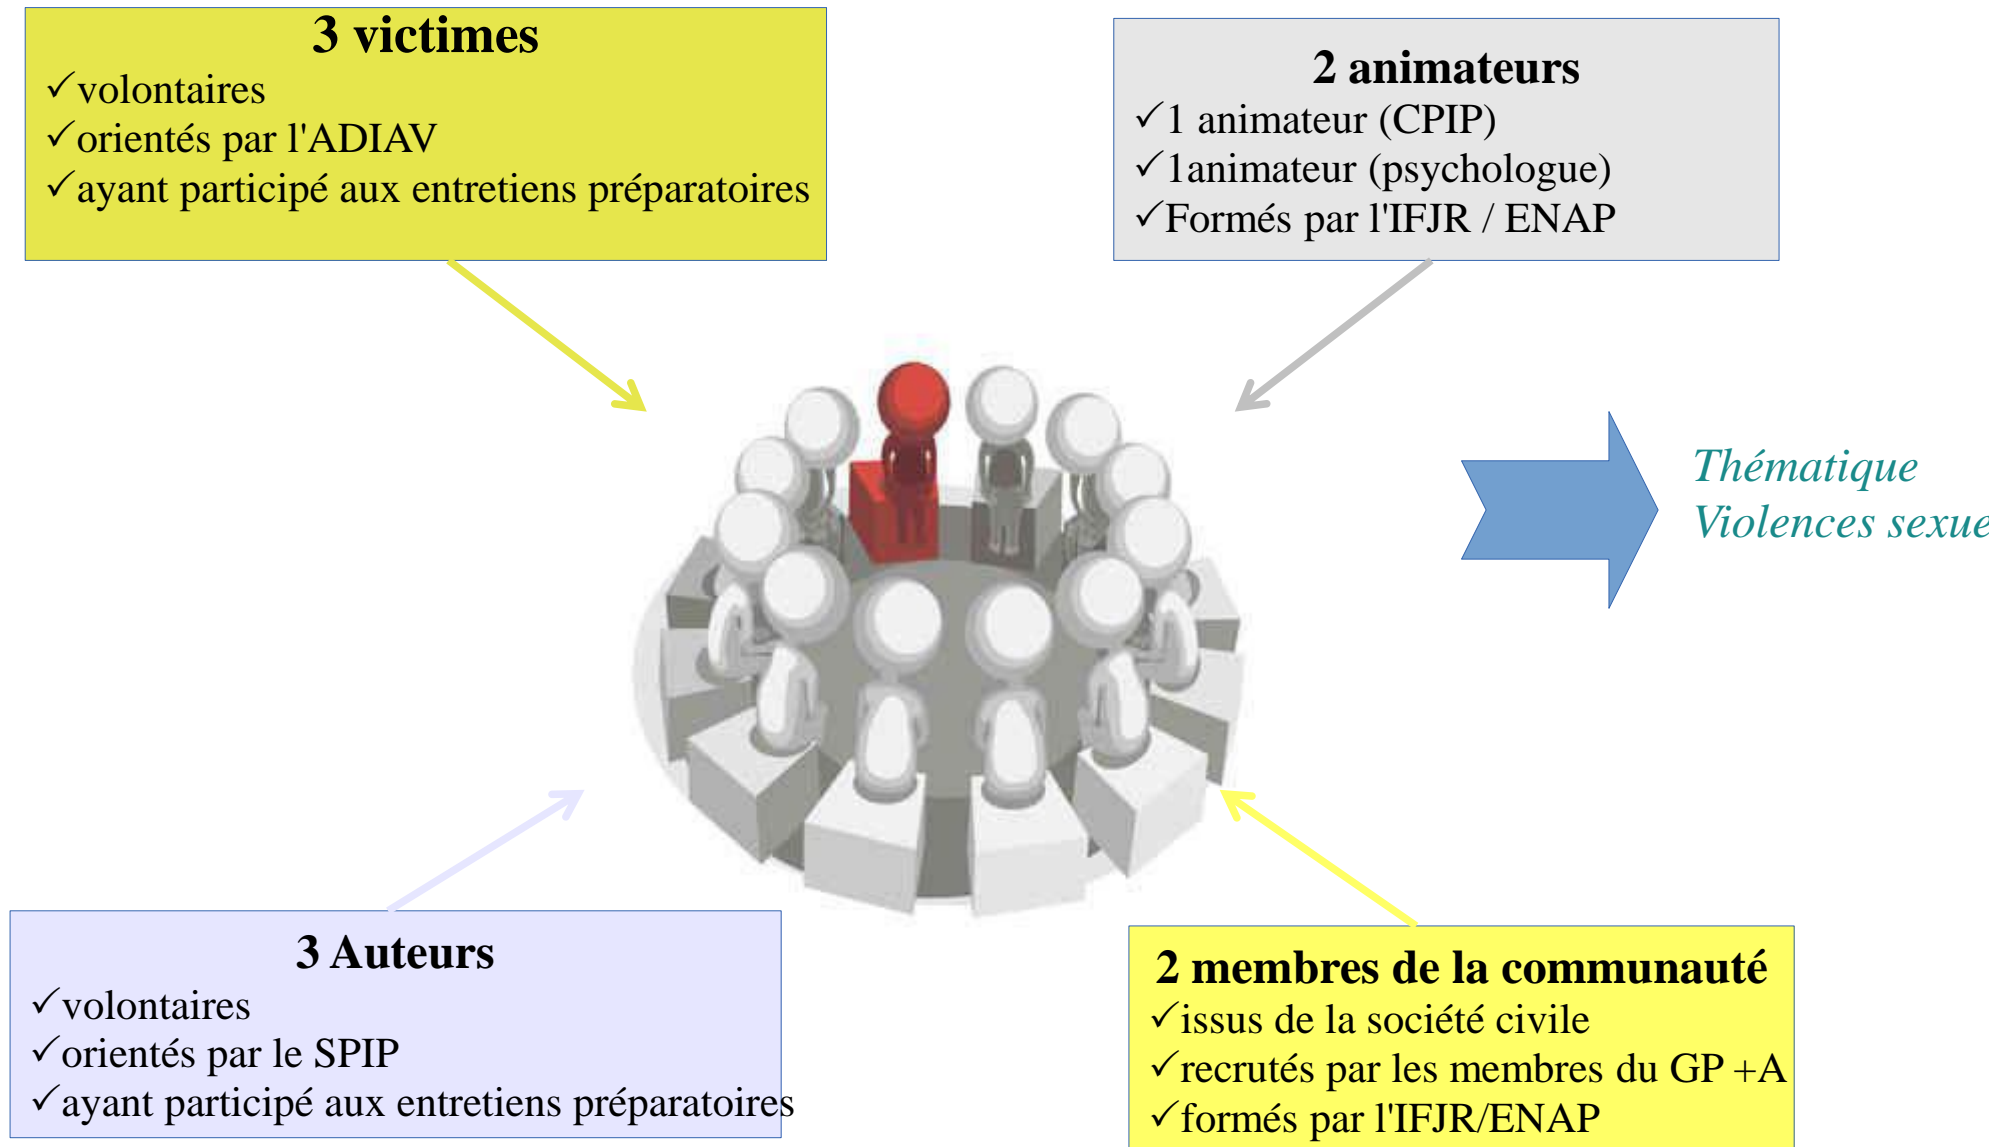 3 victimes
✓volontaires
✓orientés par l'ADIAV
✓ayant participé aux entretiens préparatoires
2 animateurs
✓1 animateur (CPIP)
✓1animateur (psychologue)
✓Formés par l'IFJR / ENAP
Thématique
Violences sexue
3 Auteurs
✓volontaires
✓orientés par le SPIP
✓ayant participé aux entretiens préparatoires
2 membres de la communauté
✓issus de la société civile
✓recrutés par les membres du GP +A
✓formés par l'IFJR/ENAP